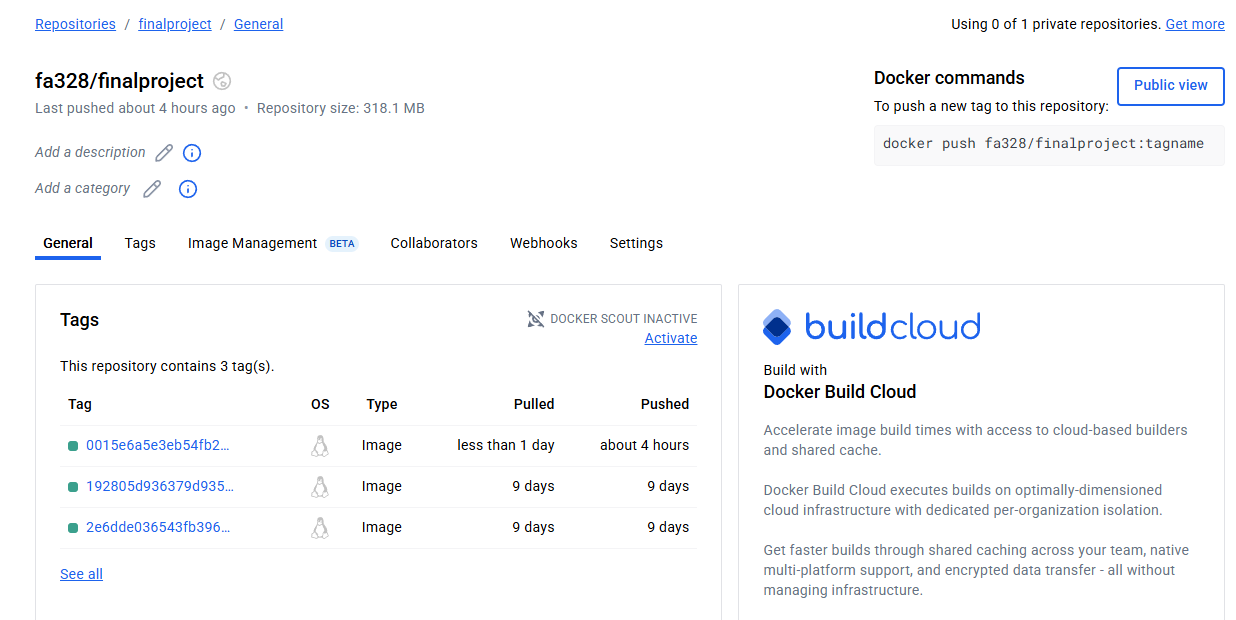 Repositories / finalproject / General
Using 0 of 1 private repositories. Get more
fa328/finalproject
Last pushed about 4 hours ago • Repository size: 318.1 MB
Add a description
Add a category
Docker commands
To push a new tag to this repository:
Public view
docker push fa328/finalproject:tagname
General Tags Image Management BETA Collaborators Webhooks Settings
Tags
DOCKER SCOUT INACTIVE
Activate
This repository contains 3 tag(s).
Tag OS Type Pulled Pushed
0015e6a5e3eb54fb2… Image less than 1 day about 4 hours
192805d936379d935… Image 9 days 9 days
2e6dde036543fb396… Image 9 days 9 days
See all
buildcloud
Build with
Docker Build Cloud
Accelerate image build times with access to cloud-based builders
and shared cache.
Docker Build Cloud executes builds on optimally-dimensioned
cloud infrastructure with dedicated per-organization isolation.
Get faster builds through shared caching across your team, native
multi-platform support, and encrypted data transfer - all without
managing infrastructure.